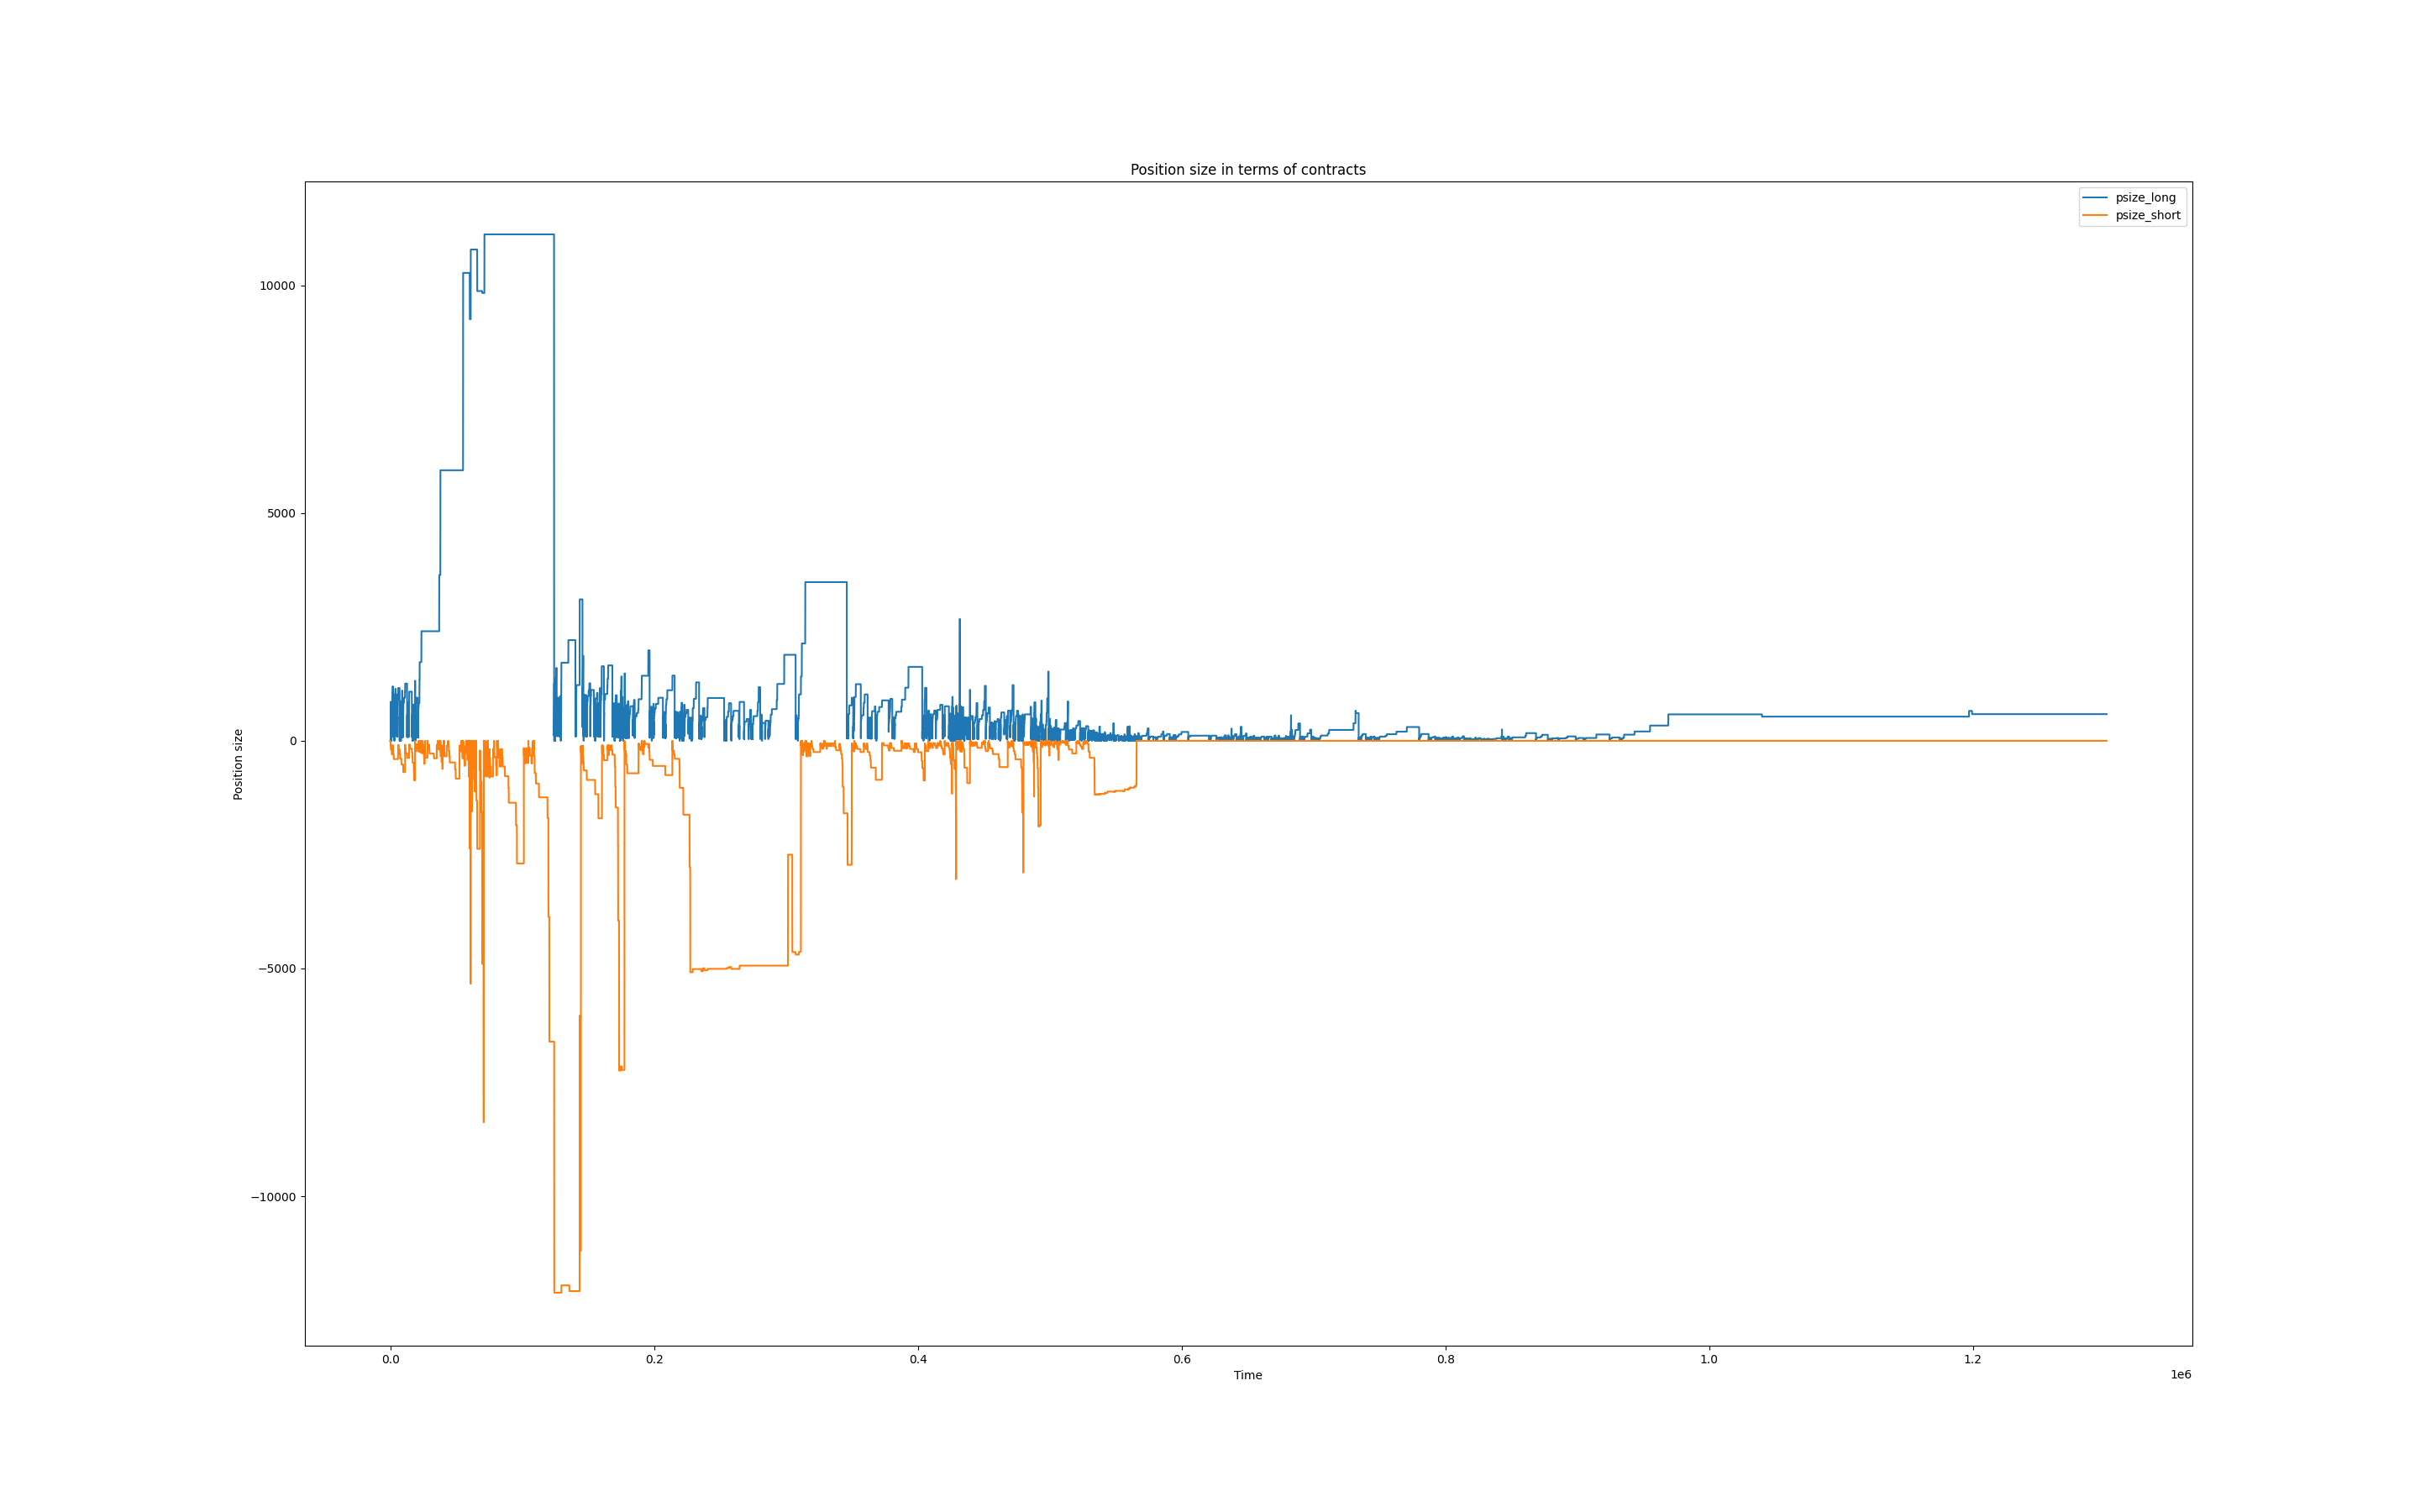 Position size in terms of contracts
psize_long
psize_short
10000
5000
0
−5000
−10000
Position size
0.0 0.2 0.4 0.6 0.8 1.0 1.2
Time
1e6